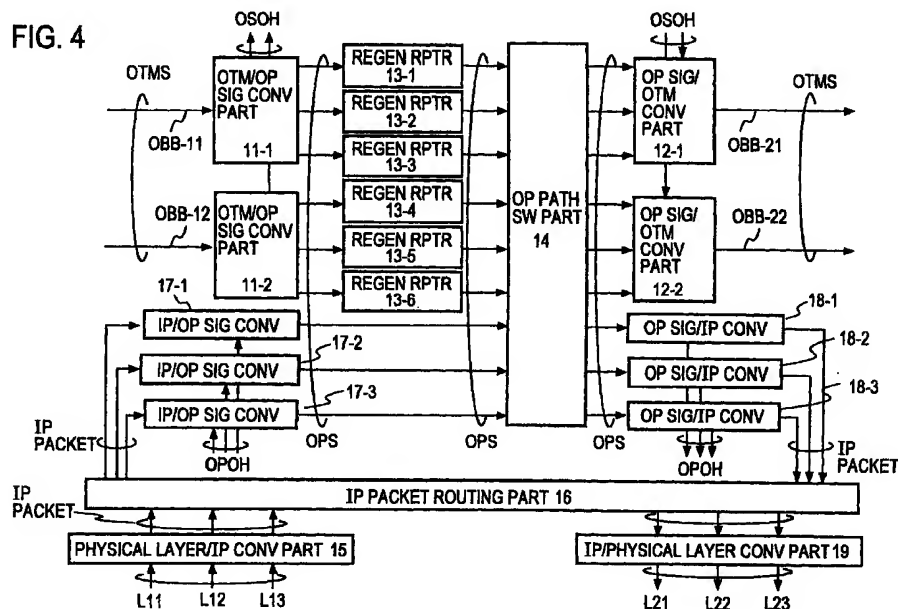 FIG. 4
OSOH
OSOH
OTMS
OTM/OP
SIG CONV
PART
11-1
REGEN RPTR
13-1
REGEN RPTR
13-2
REGEN RPTR
13-3
REGEN RPTR
13-4
REGEN RPTR
13-5
REGEN RPTR
13-6
OP PATH
SW PART
14
OP SIG/
OTM
CONV
PART
12-1
OTMS
OBB-11
OBB-21
OTM/OP
SIG CONV
PART
11-2
OP SIG/
OTM
CONV
PART
12-2
OBB-12
OBB-22
17-1
IP/OP SIG CONV
17-2
IP/OP SIG CONV
17-3
IP/OP SIG CONV
18-1
OP SIG/IP CONV
18-2
OP SIG/IP CONV
18-3
OP SIG/IP CONV
IP
PACKET
OPOH
OPS
OPS
OPS
OPOH
IP
PACKET
IP
PACKET
IP PACKET ROUTING PART 16
PHYSICAL LAYER/IP CONV PART 15
IP/PHYSICAL LAYER CONV PART 19
L11
L12
L13
L21
L22
L23